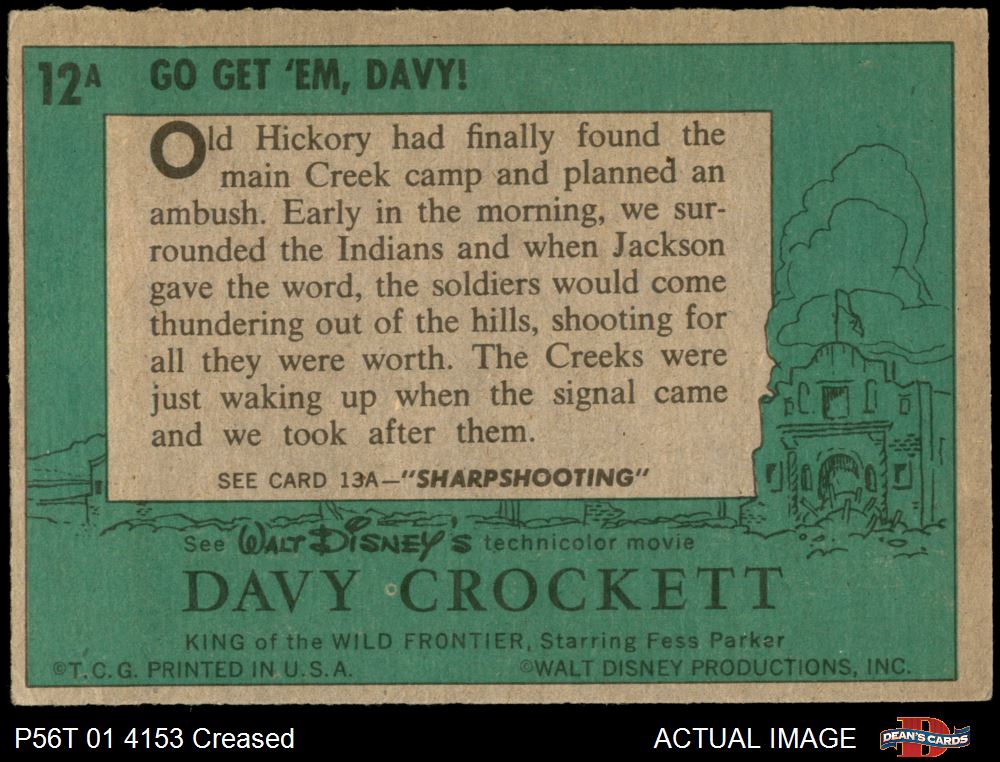 12A GO GET 'EM, DAVY!
Old Hickory had finally found the
main Creek camp and planned an
ambush. Early in the morning, we sur-
rounded the Indians and when Jackson
gave the word, the soldiers would come
thundering out of the hills, shooting for
all they were worth. The Creeks were
just waking up when the signal came
and we took after them.
SEE CARD 13A—"SHARPSHOOTING"
See WALT DISNEY'S technicolor movie
DAVY CROCKETT
KING of the WILD FRONTIER, Starring Fess Parker
©T.C.G. PRINTED IN U.S.A. ©WALT DISNEY PRODUCTIONS, INC.
P56T 01 4153 Creased ACTUAL IMAGE D DEAN'S CARDS